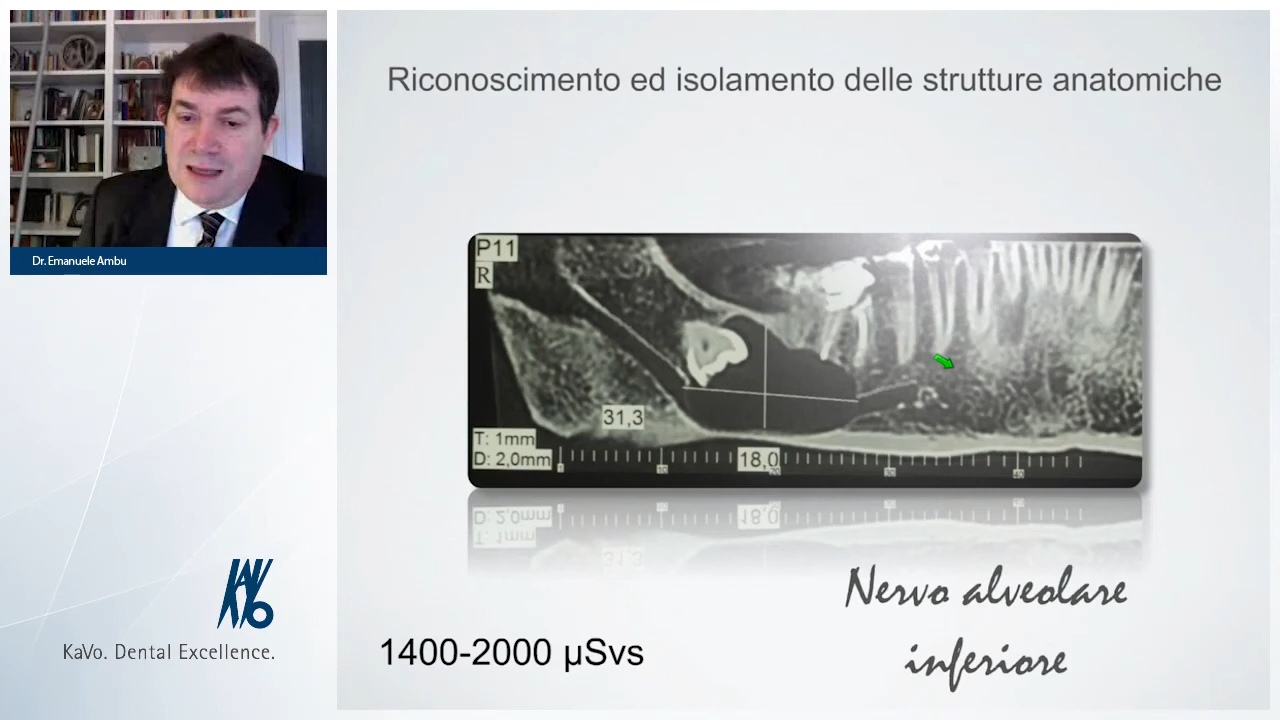 Riconoscimento ed isolamento delle strutture anatomiche
Dr. Emanuele Ambu
P11
R
31,3
T: 1mm
D: 2,0mm
18,0
Nervo alveolare
inferiore
1400-2000 µSvs
KaVo
KaVo. Dental Excellence.